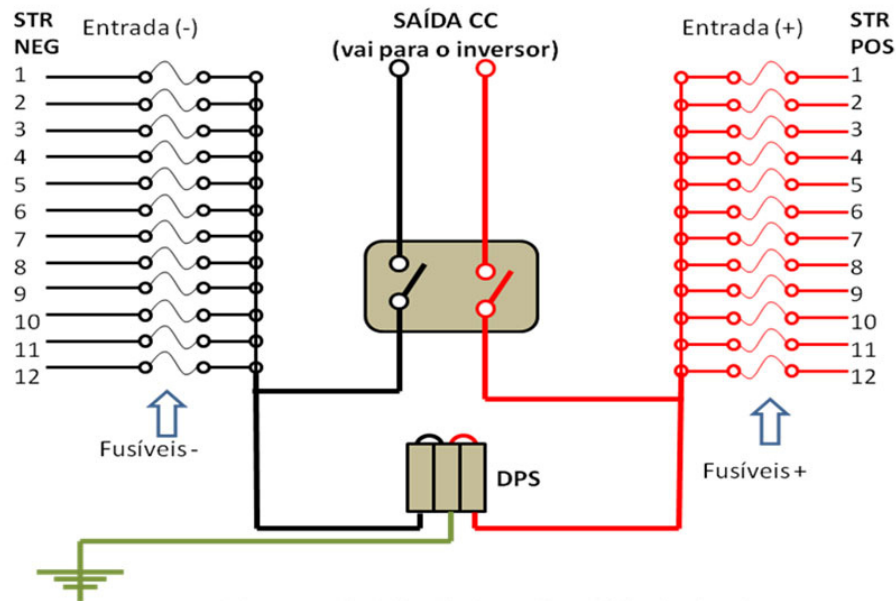 STR
NEG
Entrada (-)
SAÍDA CC
(vai para o inversor)
Entrada (+)
STR
POS
1
2
3
4
5
6
7
8
9
10
11
12
1
2
3
4
5
6
7
8
9
10
11
12
Fusíveis -
DPS
Fusíveis +